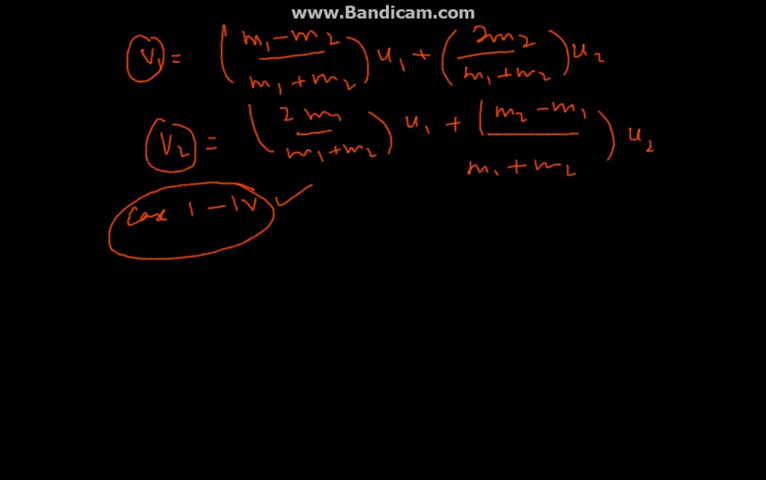 www.Bandicam.com
V₁ = (m₁ - m₂ / m₁ + m₂) u₁ + (2m₂ / m₁ + m₂) u₂
V₂ = (2m₁ / m₁ + m₂) u₁ + (m₂ - m₁ / m₁ + m₂) u₂
Case I - IV ✓